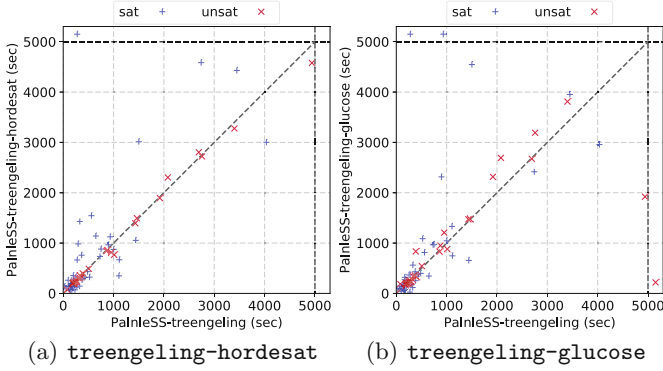 sat unsat
5000
4000
3000
2000
1000
0
0 1000 2000 3000 4000 5000
PaInleSS-treengeling-hordesat (sec)
PaInleSS-treengeling (sec)
(a) treengeling-hordesat
sat unsat
5000
4000
3000
2000
1000
0
0 1000 2000 3000 4000 5000
PaInleSS-treengeling-glucose (sec)
PaInleSS-treengeling (sec)
(b) treengeling-glucose